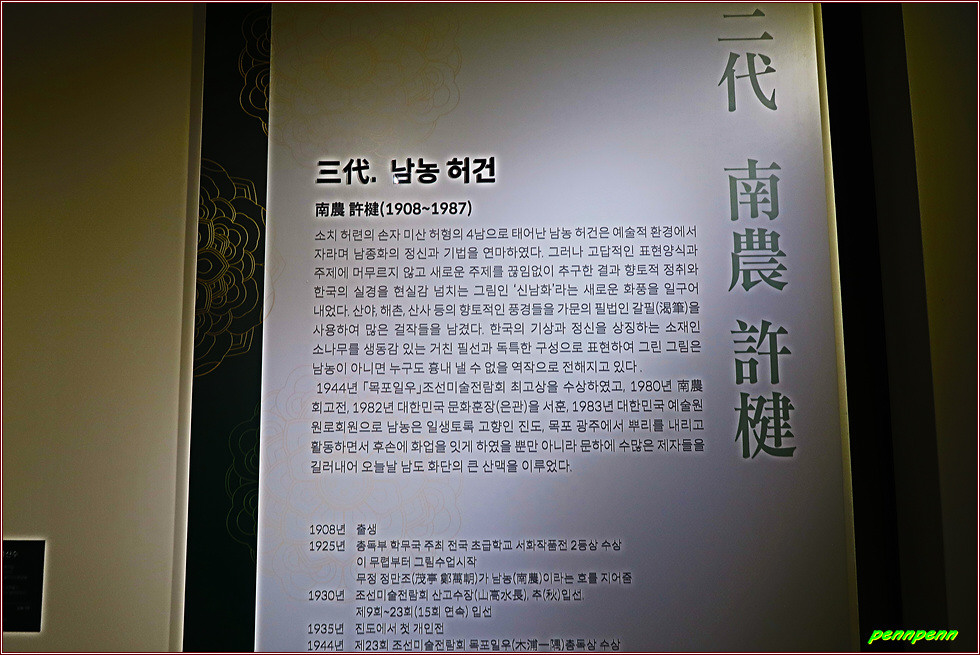 三代
南農 許楗
三代. 남농 허건
南農 許楗(1908~1987)
소치 허련의 손자 미산 허형의 4남으로 태어난 남농 허건은 예술적 환경에서
자라며 남종화의 정신과 기법을 연마하였다. 그러나 고답적인 표현양식과
주제에 머무르지 않고 새로운 주제를 끊임없이 추구한 결과 향토적 정취와
한국의 실경을 현실감 넘치는 그림인 '신남화'라는 새로운 화풍을 일구어
내었다. 산야, 해촌, 산사 등의 향토적인 풍경들을 가문의 필법인 갈필(渴筆)을
사용하여 많은 걸작들을 남겼다. 한국의 기상과 정신을 상징하는 소재인
소나무를 생동감 있는 거친 필선과 독특한 구성으로 표현하여 그린 그림은
남농이 아니면 누구도 흉내 낼 수 없을 역작으로 전해지고 있다.
1944년 「목포일우」조선미술전람회 최고상을 수상하였고, 1980년 南農
회고전, 1982년 대한민국 문화훈장(은관)을 서훈, 1983년 대한민국 예술원
원로회원으로 남농은 일생토록 고향인 진도, 목포 광주에서 뿌리를 내리고
활동하면서 후손에 화업을 잇게 하였을 뿐만 아니라 문하에 수많은 제자들을
길러내어 오늘날 남도 화단의 큰 산맥을 이루었다.
1908년 출생
1925년 총독부 학무국 주최 전국 초급학교 서화작품전 2등상 수상
이 무렵부터 그림수업시작
무정 정만조(茂亭 鄭萬朝)가 남농(南農)이라는 호를 지어줌
1930년 조선미술전람회 산고수장(山高水長), 추(秋)입선.
제9회~23회(15회 연속) 입선
1935년 진도에서 첫 개인전
1944년 제23회 조선미술전람회 목포일우(木浦一隅)총독상 수상
pennpenn